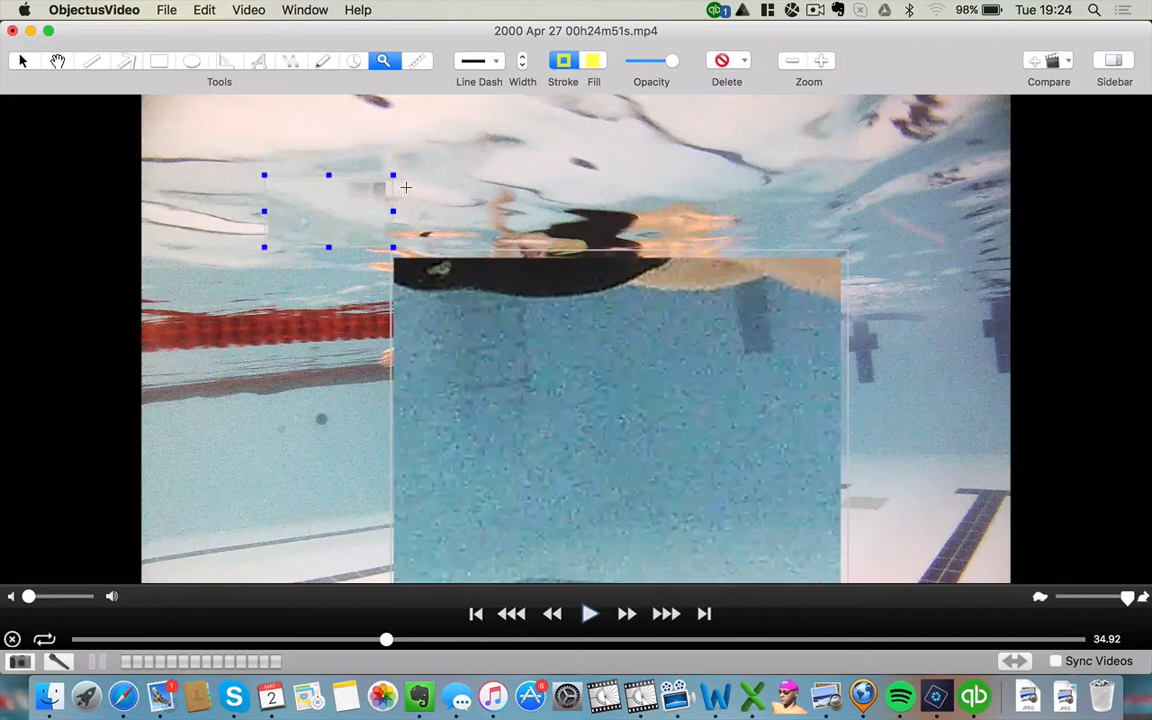 ObjectusVideo File Edit Video Window Help 1 98% Tue 19:24
2000 Apr 27 00h24m51s.mp4
Tools Line Dash Width Stroke Fill Opacity Delete Zoom Compare Sidebar
34.92
Sync Videos